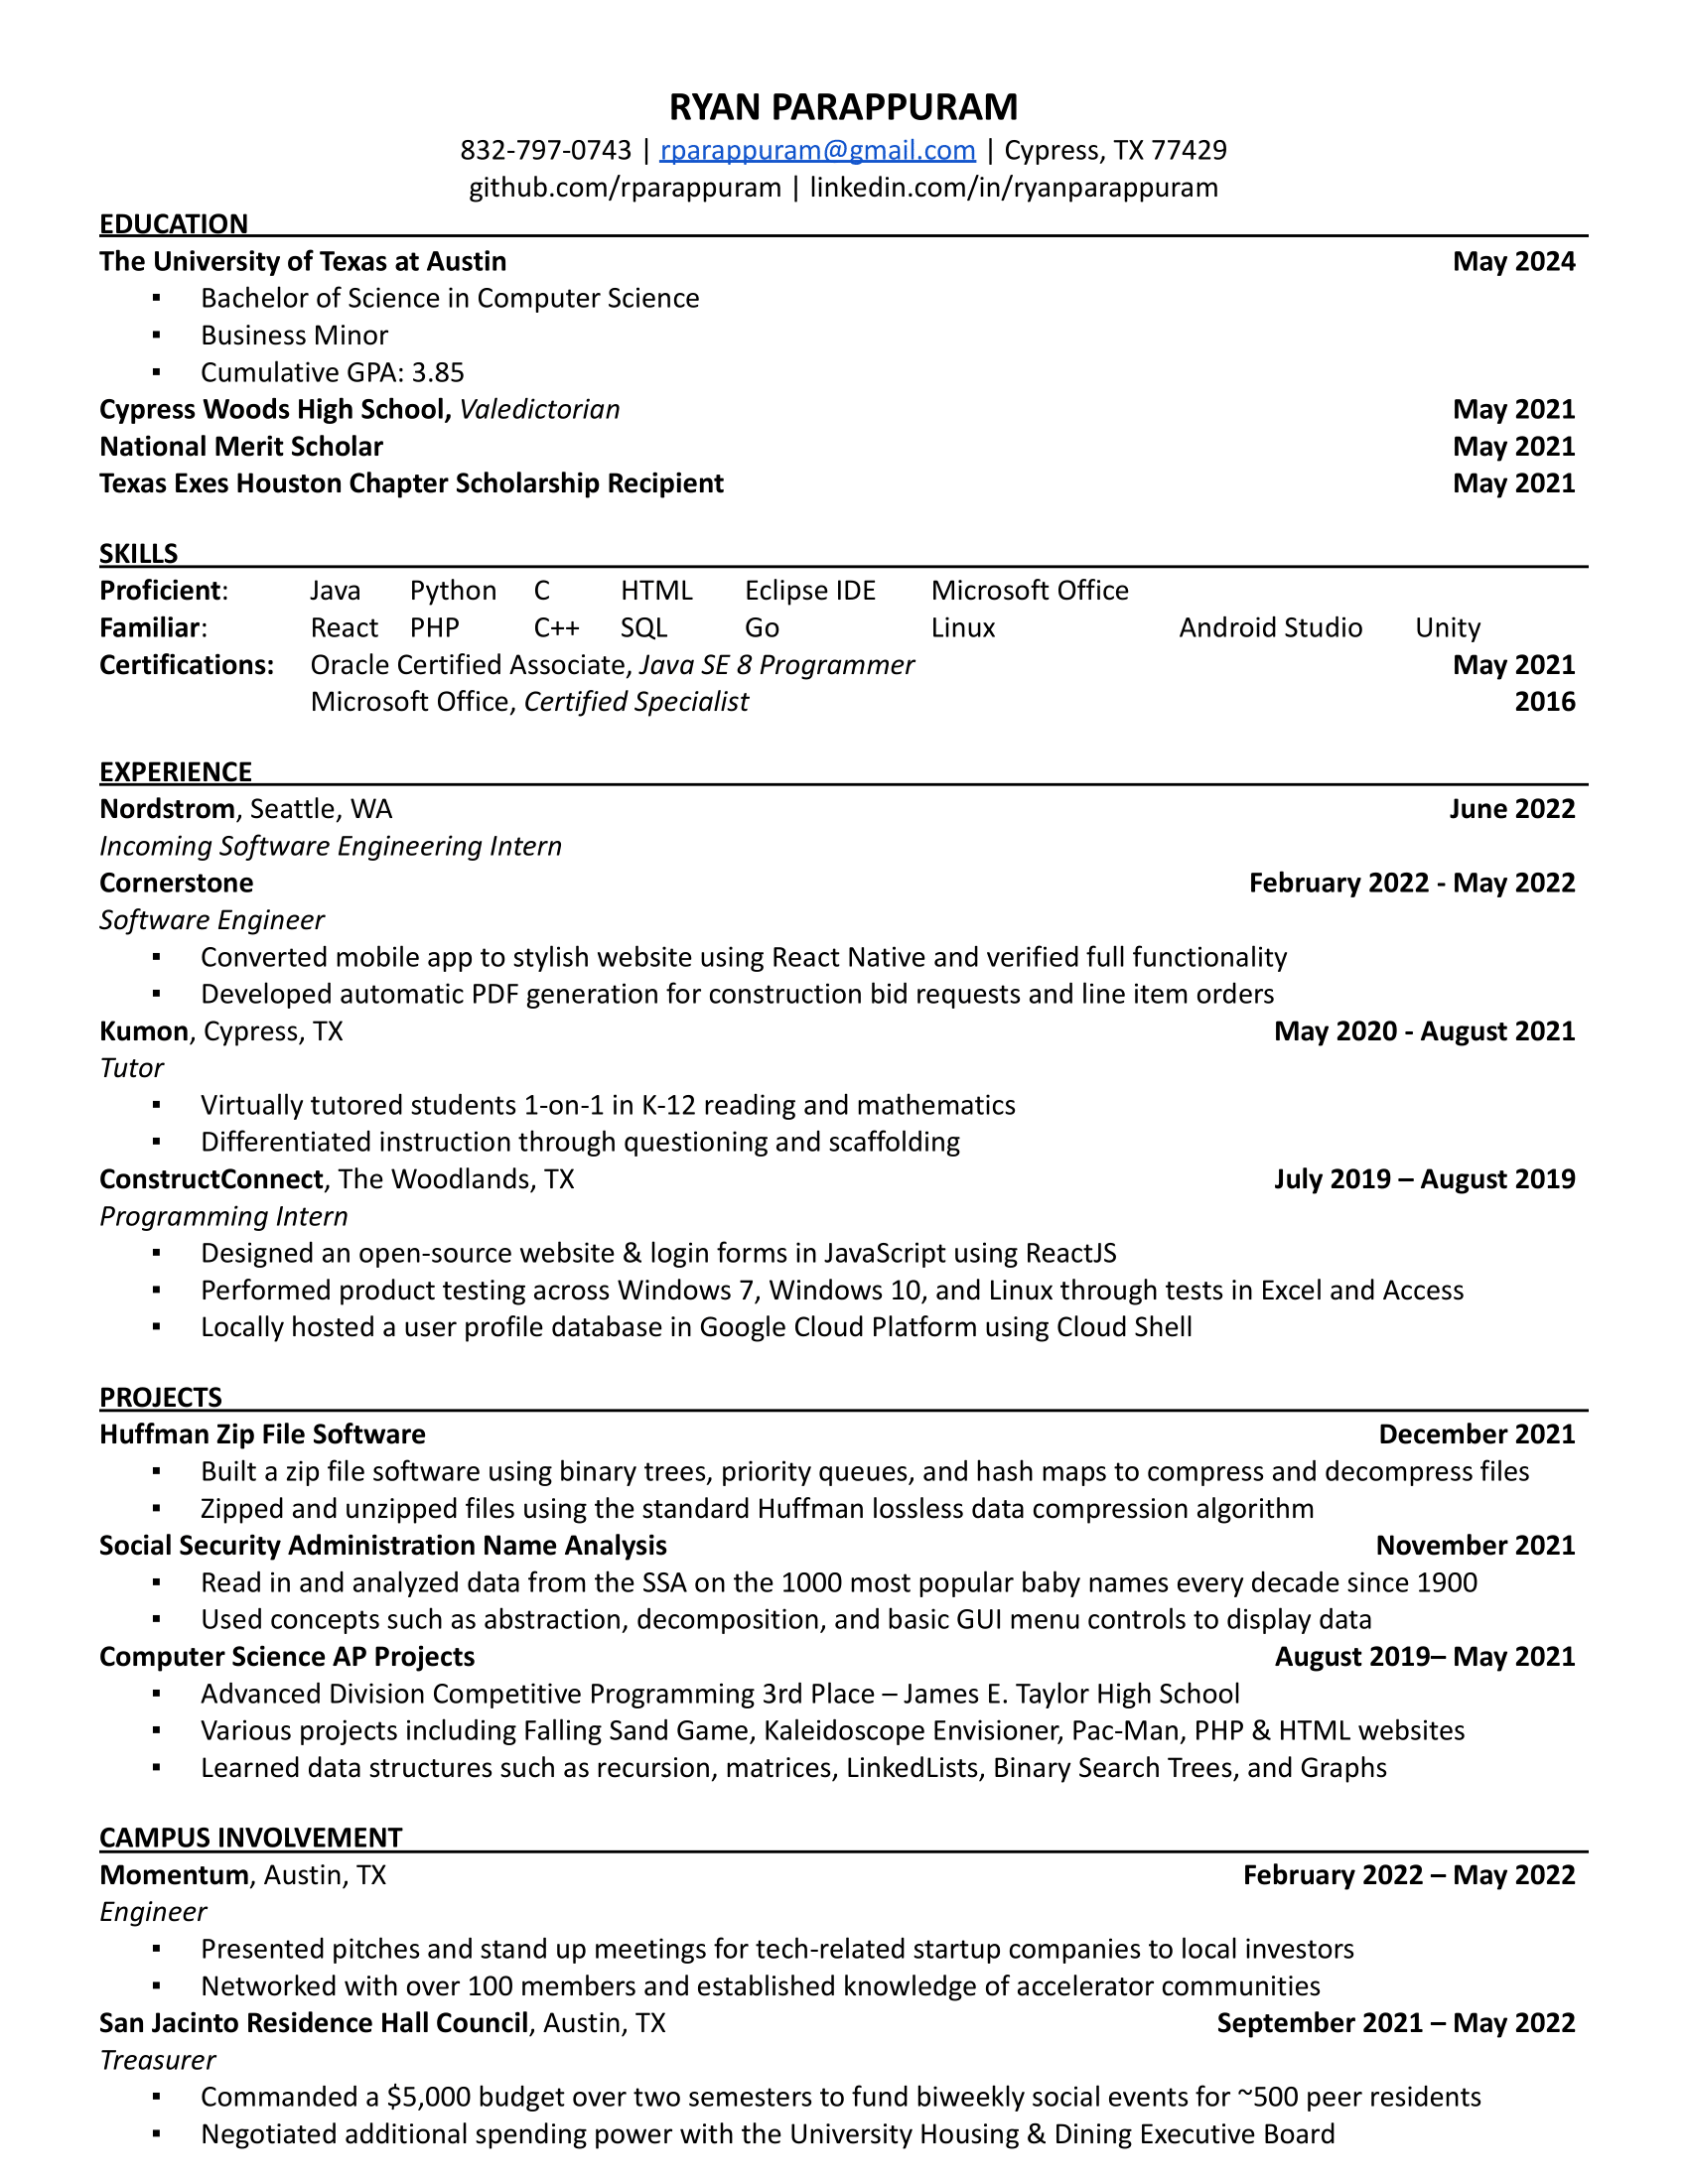 RYAN PARAPPURAM
832-797-0743 | rparappuram@gmail.com | Cypress, TX 77429
github.com/rparappuram | linkedin.com/in/ryanparappuram
EDUCATION
The University of Texas at Austin May 2024
▪ Bachelor of Science in Computer Science
▪ Business Minor
▪ Cumulative GPA: 3.85
Cypress Woods High School, Valedictorian May 2021
National Merit Scholar May 2021
Texas Exes Houston Chapter Scholarship Recipient May 2021
SKILLS
Proficient: Java Python C HTML Eclipse IDE Microsoft Office
Familiar: React PHP C++ SQL Go Linux Android Studio Unity
Certifications: Oracle Certified Associate, Java SE 8 Programmer May 2021
Microsoft Office, Certified Specialist 2016
EXPERIENCE
Nordstrom, Seattle, WA June 2022
Incoming Software Engineering Intern
Cornerstone February 2022 - May 2022
Software Engineer
▪ Converted mobile app to stylish website using React Native and verified full functionality
▪ Developed automatic PDF generation for construction bid requests and line item orders
Kumon, Cypress, TX May 2020 - August 2021
Tutor
▪ Virtually tutored students 1-on-1 in K-12 reading and mathematics
▪ Differentiated instruction through questioning and scaffolding
ConstructConnect, The Woodlands, TX July 2019 – August 2019
Programming Intern
▪ Designed an open-source website & login forms in JavaScript using ReactJS
▪ Performed product testing across Windows 7, Windows 10, and Linux through tests in Excel and Access
▪ Locally hosted a user profile database in Google Cloud Platform using Cloud Shell
PROJECTS
Huffman Zip File Software December 2021
▪ Built a zip file software using binary trees, priority queues, and hash maps to compress and decompress files
▪ Zipped and unzipped files using the standard Huffman lossless data compression algorithm
Social Security Administration Name Analysis November 2021
▪ Read in and analyzed data from the SSA on the 1000 most popular baby names every decade since 1900
▪ Used concepts such as abstraction, decomposition, and basic GUI menu controls to display data
Computer Science AP Projects August 2019– May 2021
▪ Advanced Division Competitive Programming 3rd Place – James E. Taylor High School
▪ Various projects including Falling Sand Game, Kaleidoscope Envisioner, Pac-Man, PHP & HTML websites
▪ Learned data structures such as recursion, matrices, LinkedLists, Binary Search Trees, and Graphs
CAMPUS INVOLVEMENT
Momentum, Austin, TX February 2022 – May 2022
Engineer
▪ Presented pitches and stand up meetings for tech-related startup companies to local investors
▪ Networked with over 100 members and established knowledge of accelerator communities
San Jacinto Residence Hall Council, Austin, TX September 2021 – May 2022
Treasurer
▪ Commanded a $5,000 budget over two semesters to fund biweekly social events for ~500 peer residents
▪ Negotiated additional spending power with the University Housing & Dining Executive Board